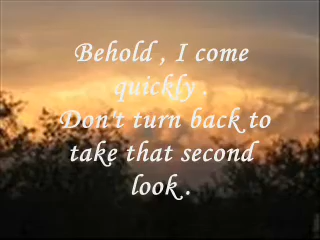 Behold , I come
quickly .
Don't turn back to
take that second
look .